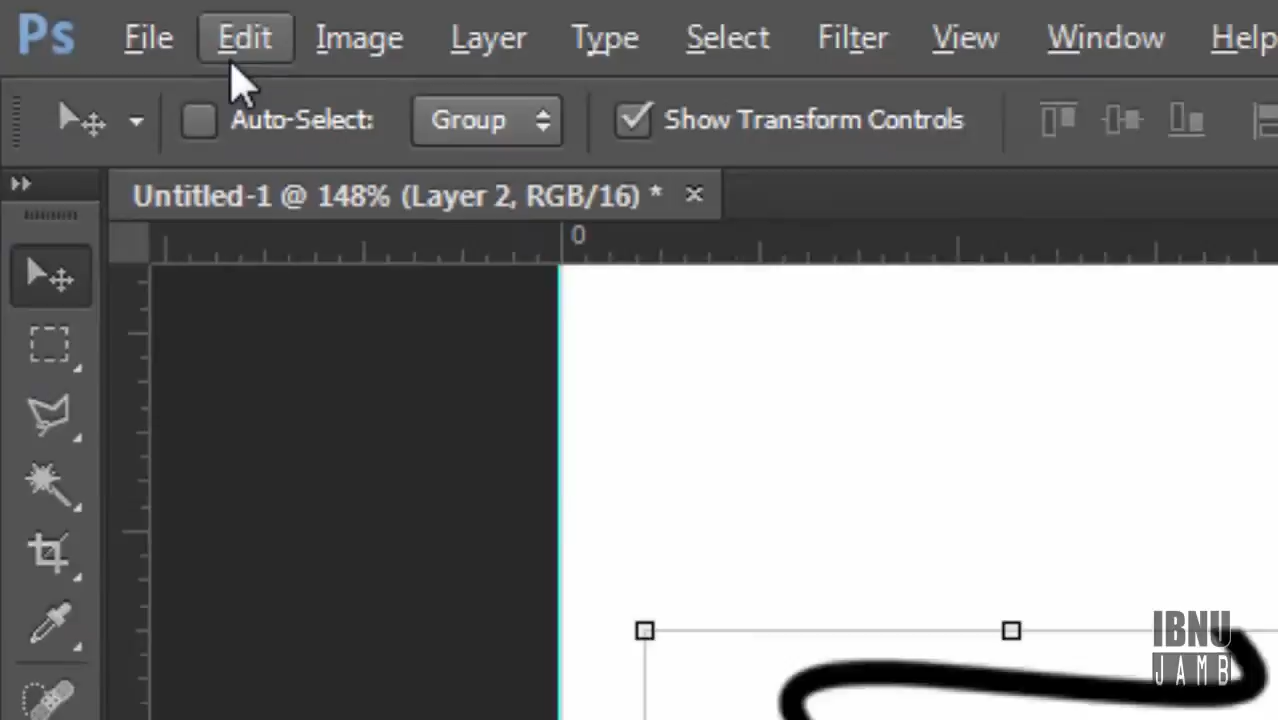 Ps File Edit Image Layer Type Select Filter View Window Help
Auto-Select: Group Show Transform Controls
Untitled-1 @ 148% (Layer 2, RGB/16) * ×
0
IBNU
JAMB